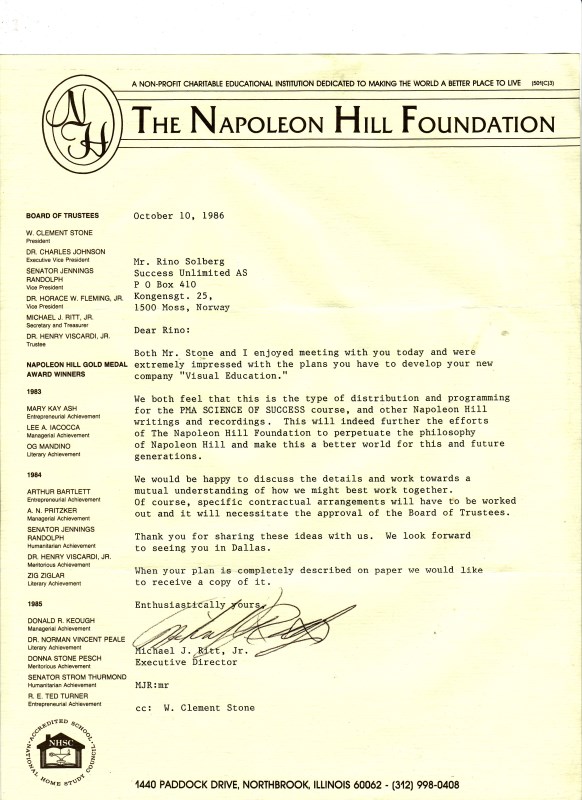 A NON-PROFIT CHARITABLE EDUCATIONAL INSTITUTION DEDICATED TO MAKING THE WORLD A BETTER PLACE TO LIVE (501(C)3)
NH
THE NAPOLEON HILL FOUNDATION
BOARD OF TRUSTEES
W. CLEMENT STONE
President
DR. CHARLES JOHNSON
Executive Vice President
SENATOR JENNINGS
RANDOLPH
Vice President
DR. HORACE W. FLEMING, JR.
Vice President
MICHAEL J. RITT, JR.
Secretary and Treasurer
DR. HENRY VISCARDI, JR.
Trustee
NAPOLEON HILL GOLD MEDAL
AWARD WINNERS
1983
MARY KAY ASH
Entrepreneurial Achievement
LEE A. IACOCCA
Managerial Achievement
OG MANDINO
Literary Achievement
1984
ARTHUR BARTLETT
Entrepreneurial Achievement
A. N. PRITZKER
Managerial Achievement
SENATOR JENNINGS
RANDOLPH
Humanitarian Achievement
DR. HENRY VISCARDI, JR.
Meritorious Achievement
ZIG ZIGLAR
Literary Achievement
1985
DONALD R. KEOUGH
Managerial Achievement
DR. NORMAN VINCENT PEALE
Literary Achievement
DONNA STONE PESCH
Meritorious Achievement
SENATOR STROM THURMOND
Humanitarian Achievement
R. E. TED TURNER
Entrepreneurial Achievement
October 10, 1986
Mr. Rino Solberg
Success Unlimited AS
P O Box 410
Kongensgt. 25,
1500 Moss, Norway
Dear Rino:
Both Mr. Stone and I enjoyed meeting with you today and were
extremely impressed with the plans you have to develop your new
company "Visual Education."
We both feel that this is the type of distribution and programming
for the PMA SCIENCE OF SUCCESS course, and other Napoleon Hill
writings and recordings. This will indeed further the efforts
of The Napoleon Hill Foundation to perpetuate the philosophy
of Napoleon Hill and make this a better world for this and future
generations.
We would be happy to discuss the details and work towards a
mutual understanding of how we might best work together.
Of course, specific contractual arrangements will have to be worked
out and it will necessitate the approval of the Board of Trustees.
Thank you for sharing these ideas with us. We look forward
to seeing you in Dallas.
When your plan is completely described on paper we would like
to receive a copy of it.
Enthusiastically yours,
Michael J. Ritt, Jr.
Executive Director
MJR:mr
cc: W. Clement Stone
ACCREDITED SCHOOL
NHSC
NATIONAL HOME STUDY COUNCIL
1440 PADDOCK DRIVE, NORTHBROOK, ILLINOIS 60062 - (312) 998-0408